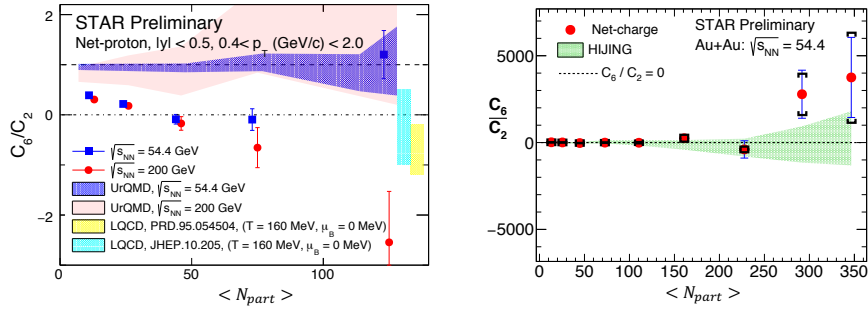 STAR Preliminary
Net-proton, |y| < 0.5, 0.4< p_T (GeV/c) < 2.0
2
1
0
−2
C_6/C_2
√s_NN = 54.4 GeV
√s_NN = 200 GeV
UrQMD, √s_NN = 54.4 GeV
UrQMD, √s_NN = 200 GeV
LQCD, PRD.95.054504, (T = 160 MeV, μ_B = 0 MeV)
LQCD, JHEP.10.205, (T = 160 MeV, μ_B = 0 MeV)
0 50 100
< N_part >
Net-charge
HIJING
C_6 / C_2 = 0
STAR Preliminary
Au+Au: √s_NN = 54.4
5000
0
−5000
C_6
C_2
0 50 100 150 200 250 300 350
< N_part >